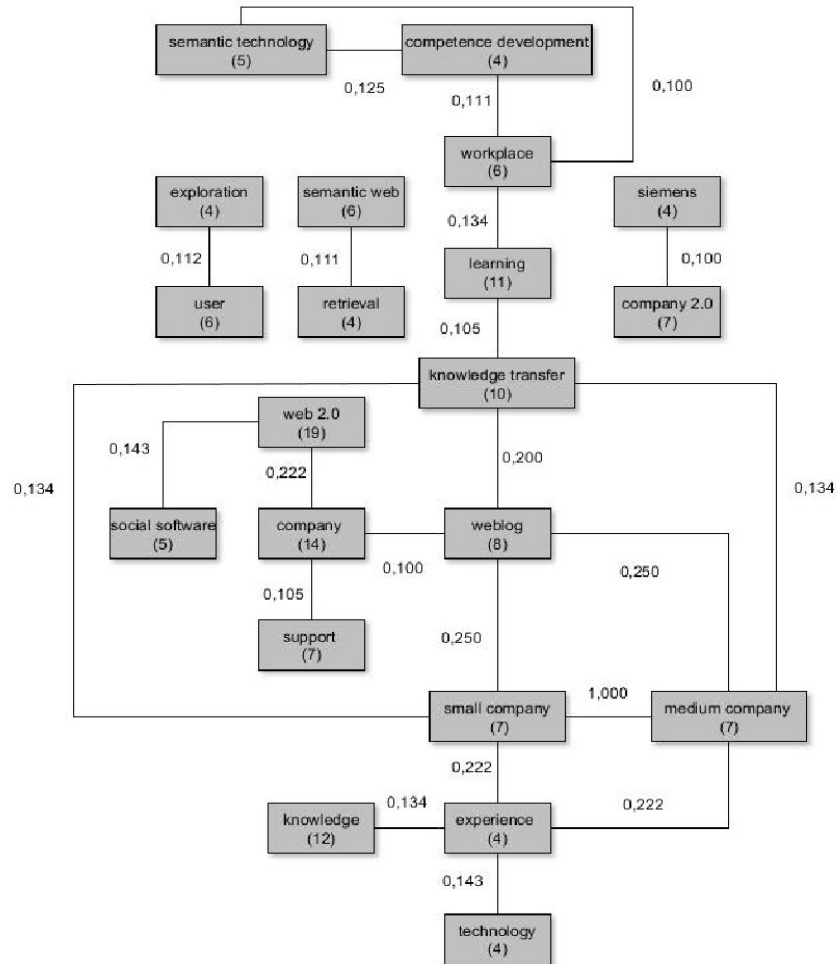 semantic technology
(5)
competence development
(4)
0,125
0,111
0,100
workplace
(6)
exploration
(4)
semantic web
(6)
siemens
(4)
0,134
0,112
0,111
learning
(11)
0,100
user
(6)
retrieval
(4)
company 2.0
(7)
0,105
knowledge transfer
(10)
web 2.0
(19)
0,143
0,222
0,200
0,134
0,134
social software
(5)
company
(14)
weblog
(8)
0,100
0,250
0,105
support
(7)
0,250
small company
(7)
1,000
medium company
(7)
0,222
knowledge
(12)
0,134
experience
(4)
0,222
0,143
technology
(4)